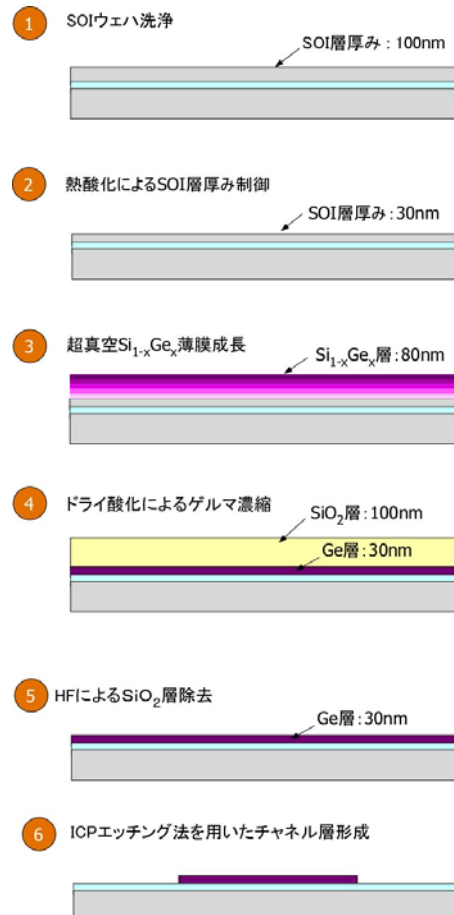 1 SOIウェハ洗浄
SOI層厚み：100nm
2 熱酸化によるSOI層厚み制御
SOI層厚み：30nm
3 超真空Si₁₋ₓGeₓ薄膜成長
Si₁₋ₓGeₓ層：80nm
4 ドライ酸化によるゲルマ濃縮
SiO₂層：100nm
Ge層：30nm
5 HFによるSiO₂層除去
Ge層：30nm
6 ICPエッチング法を用いたチャネル層形成